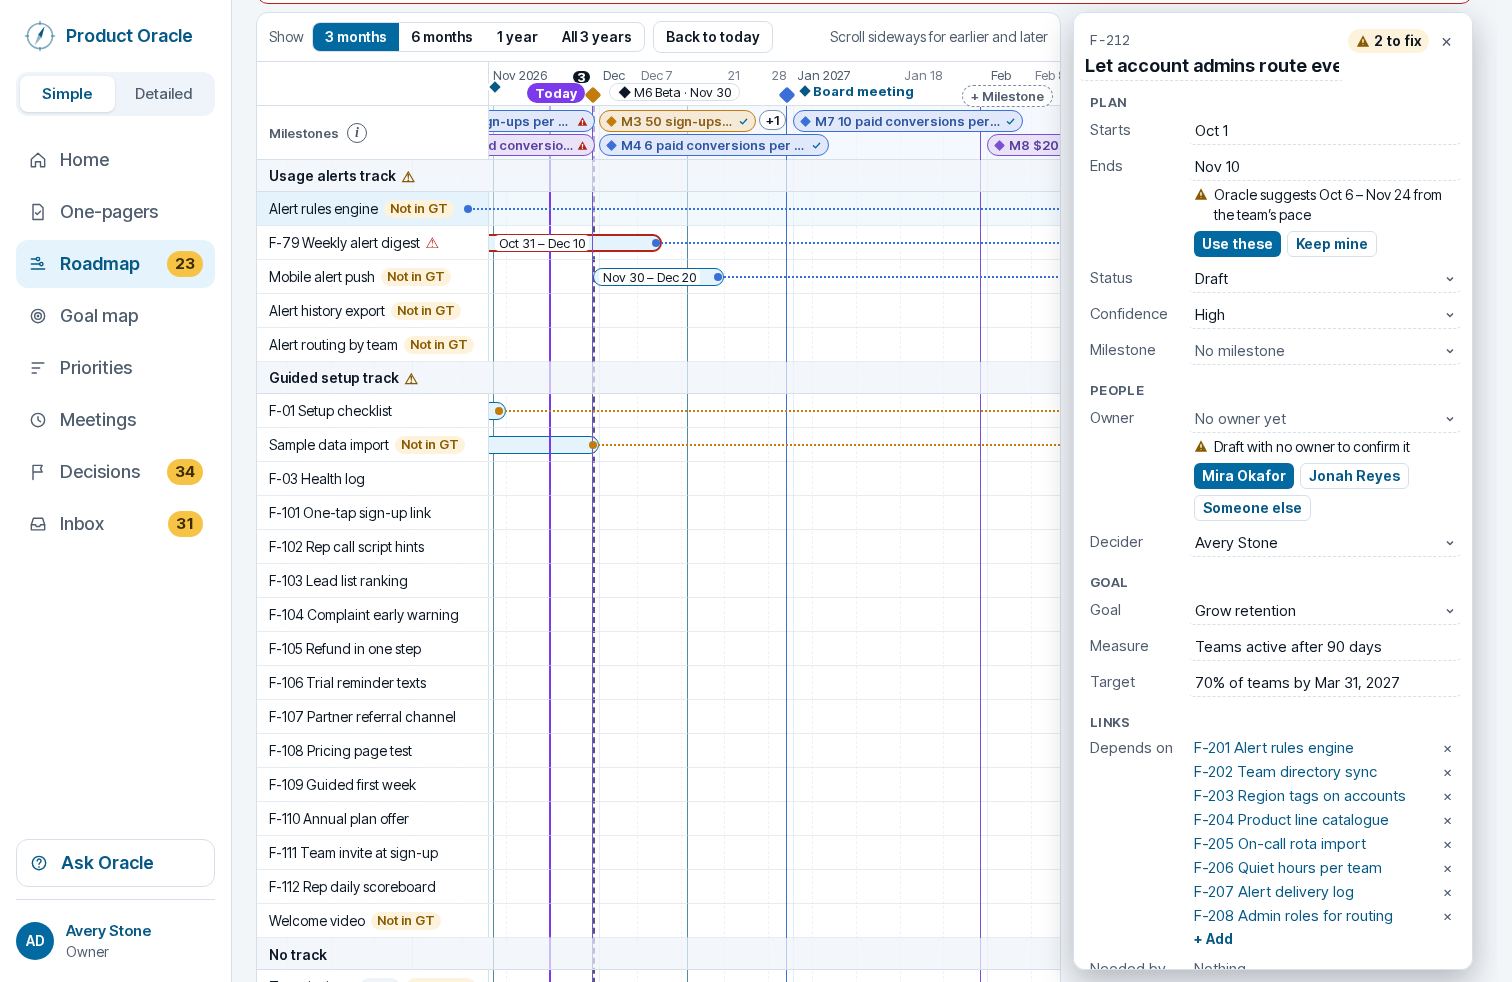 Product Oracle
Simple Detailed
Home
One-pagers
Roadmap 23
Goal map
Priorities
Meetings
Decisions 34
Inbox 31
Ask Oracle
AD Avery Stone
Owner
Show 3 months 6 months 1 year All 3 years Back to today Scroll sideways for earlier and later
Nov 2026 3 Dec Dec 7 21 28 Jan 2027 Jan 18 Feb Feb
Today M6 Beta · Nov 30 Board meeting + Milestone
Milestones i
gn-ups per ... M3 50 sign-ups... +1 M7 10 paid conversions per...
d conversio... M4 6 paid conversions per ... M8 $20
Usage alerts track
Alert rules engine Not in GT
F-79 Weekly alert digest Oct 31 – Dec 10
Mobile alert push Not in GT Nov 30 – Dec 20
Alert history export Not in GT
Alert routing by team Not in GT
Guided setup track
F-01 Setup checklist
Sample data import Not in GT
F-03 Health log
F-101 One-tap sign-up link
F-102 Rep call script hints
F-103 Lead list ranking
F-104 Complaint early warning
F-105 Refund in one step
F-106 Trial reminder texts
F-107 Partner referral channel
F-108 Pricing page test
F-109 Guided first week
F-110 Annual plan offer
F-111 Team invite at sign-up
F-112 Rep daily scoreboard
Welcome video Not in GT
No track
F-212 2 to fix ×
Let account admins route eve
PLAN
Starts Oct 1
Ends Nov 10
Oracle suggests Oct 6 – Nov 24 from
the team’s pace
Use these Keep mine
Status Draft
Confidence High
Milestone No milestone
PEOPLE
Owner No owner yet
Draft with no owner to confirm it
Mira Okafor Jonah Reyes
Someone else
Decider Avery Stone
GOAL
Goal Grow retention
Measure Teams active after 90 days
Target 70% of teams by Mar 31, 2027
LINKS
Depends on F-201 Alert rules engine ×
F-202 Team directory sync ×
F-203 Region tags on accounts ×
F-204 Product line catalogue ×
F-205 On-call rota import ×
F-206 Quiet hours per team ×
F-207 Alert delivery log ×
F-208 Admin roles for routing ×
+ Add
Needed by Nothing